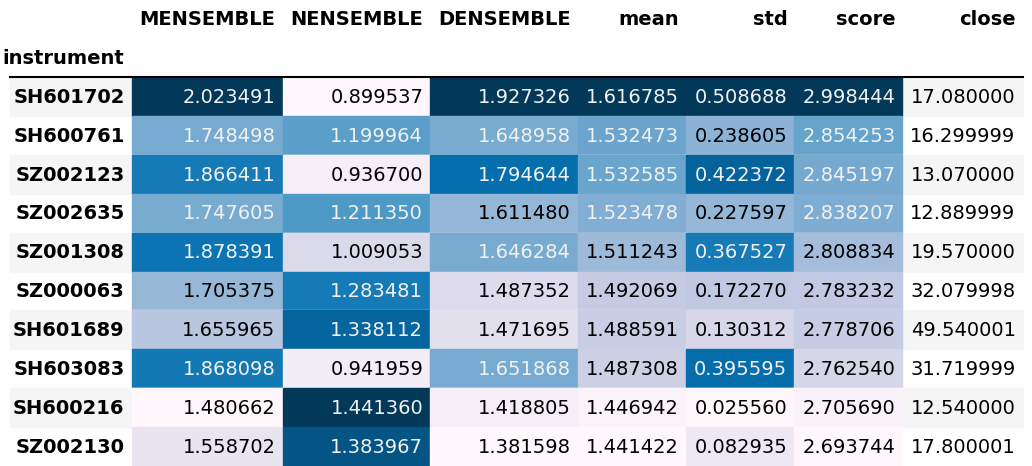 MENSEMBLE NENSEMBLE DENSEMBLE mean std score close
instrument
SH601702 2.023491 0.899537 1.927326 1.616785 0.508688 2.998444 17.080000
SH600761 1.748498 1.199964 1.648958 1.532473 0.238605 2.854253 16.299999
SZ002123 1.866411 0.936700 1.794644 1.532585 0.422372 2.845197 13.070000
SZ002635 1.747605 1.211350 1.611480 1.523478 0.227597 2.838207 12.889999
SZ001308 1.878391 1.009053 1.646284 1.511243 0.367527 2.808834 19.570000
SZ000063 1.705375 1.283481 1.487352 1.492069 0.172270 2.783232 32.079998
SH601689 1.655965 1.338112 1.471695 1.488591 0.130312 2.778706 49.540001
SH603083 1.868098 0.941959 1.651868 1.487308 0.395595 2.762540 31.719999
SH600216 1.480662 1.441360 1.418805 1.446942 0.025560 2.705690 12.540000
SZ002130 1.558702 1.383967 1.381598 1.441422 0.082935 2.693744 17.800001